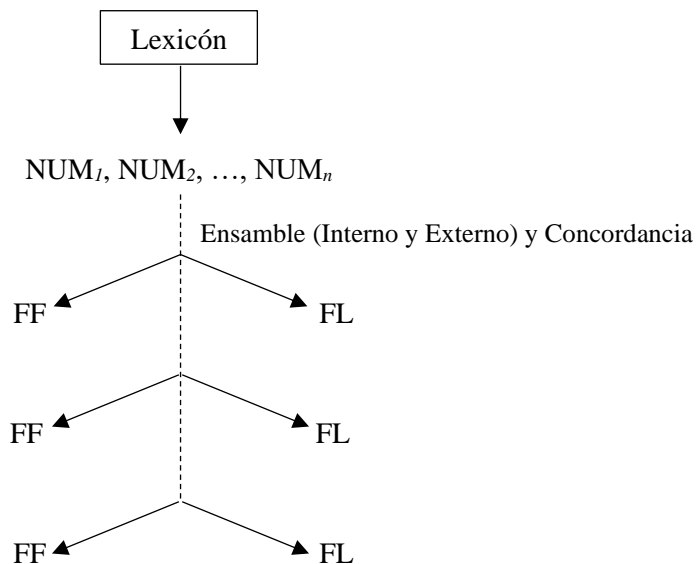 Lexicón
NUM1, NUM2, …, NUMn
Ensamble (Interno y Externo) y Concordancia
FF FL
FF FL
FF FL